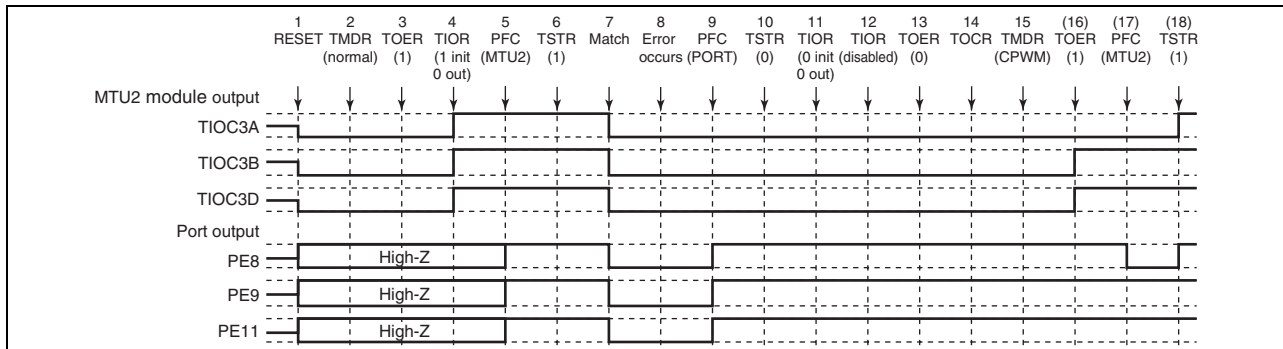 1 2 3 4 5 6 7 8 9 10 11 12 13 14 15 (16) (17) (18)
RESET TMDR TOER TIOR PFC TSTR Match Error PFC TSTR TIOR TIOR TOER TOCR TMDR TOER PFC TSTR
(normal) (1) (1 init (MTU2) (1) occurs (PORT) (0) (0 init (disabled) (0) (CPWM) (1) (MTU2) (1)
0 out) 0 out)
MTU2 module output
TIOC3A
TIOC3B
TIOC3D
Port output
PE8 High-Z
PE9 High-Z
PE11 High-Z